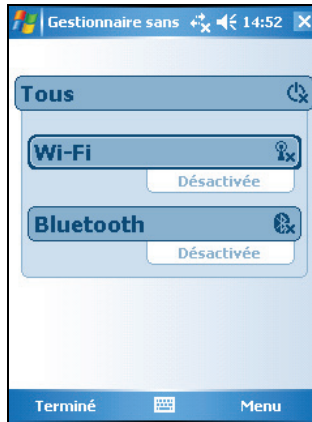 Gestionnaire sans 14:52
Tous
Wi-Fi
Désactivée
Bluetooth
Désactivée
Terminé Menu